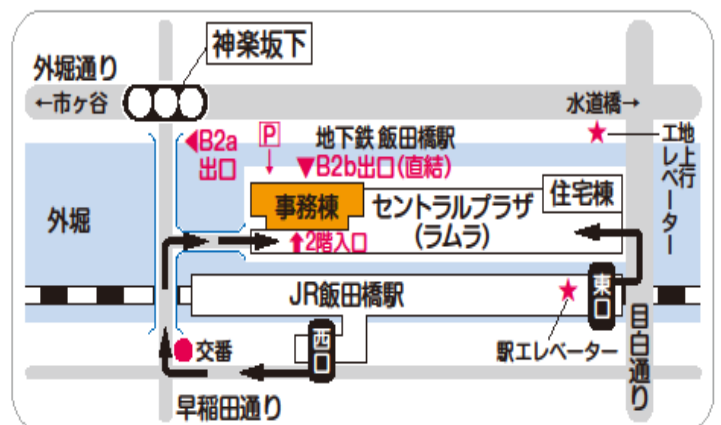 神楽坂下
外堀通り
←市ヶ谷
水道橋→
◀B2a
出口
P
地下鉄 飯田橋駅
▼B2b出口(直結)
★
地上行
エレベーター
外堀
事務棟
セントラルプラザ
(ラムラ)
住宅棟
⬆2階入口
JR飯田橋駅
★
東口
西口
交番
駅エレベーター
目白通り
早稲田通り